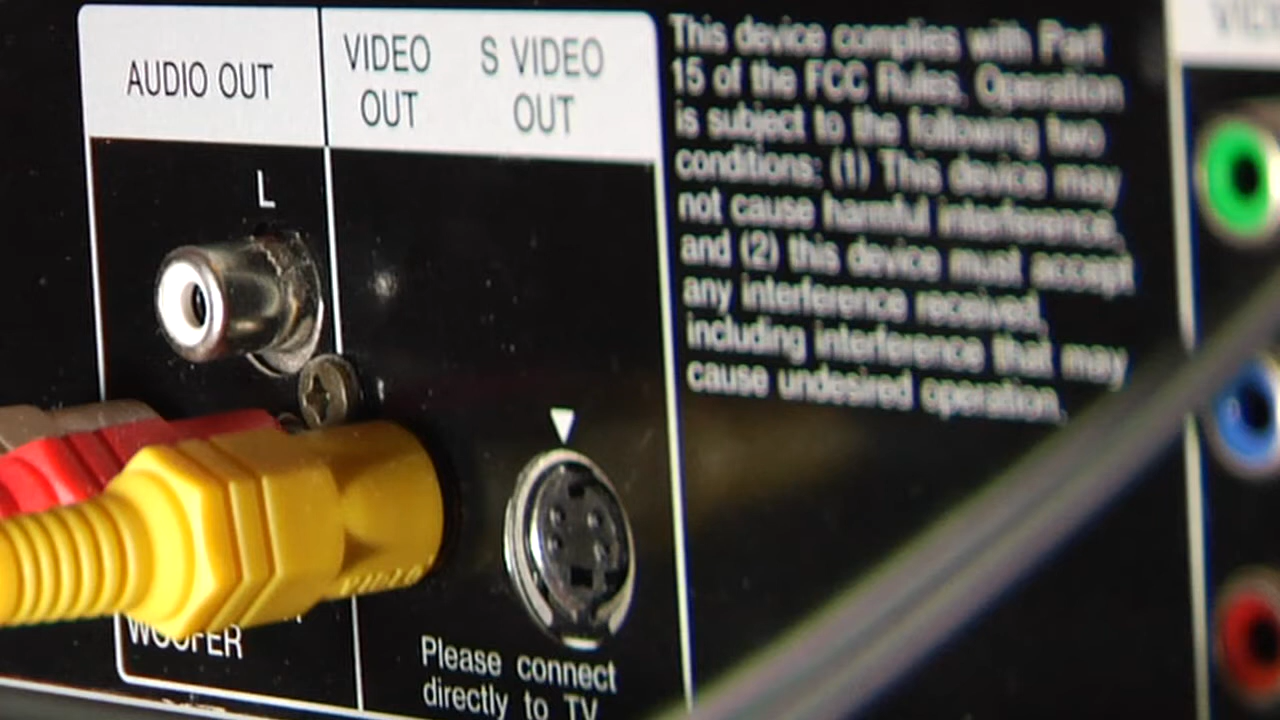 AUDIO OUT
VIDEO OUT
S VIDEO OUT
L
WOOFER
Please connect
directly to TV
This device complies with Part
15 of the FCC Rules. Operation
is subject to the following two
conditions: (1) This device may
not cause harmful interference,
and (2) this device must accept
any interference received,
including interference that may
cause undesired operation.
VIDEO